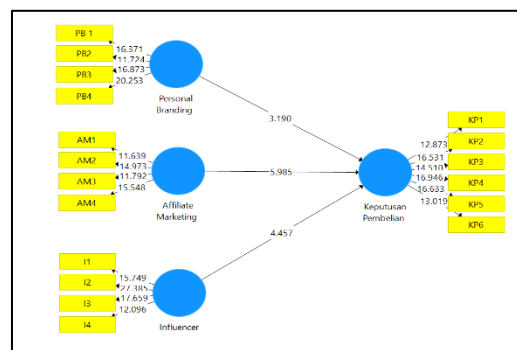 PB 1
PB2
PB3
PB4
16.371
11.724
16.873
20.253
Personal
Branding
3.190
AM1
AM2
AM3
AM4
11.639
14.973
11.792
15.548
Affiliate
Marketing
5.985
I1
I2
I3
I4
15.749
27.385
17.659
12.096
Influencer
4.457
Keputusan
Pembelian
12.873
16.531
14.510
16.946
16.633
13.019
KP1
KP2
KP3
KP4
KP5
KP6